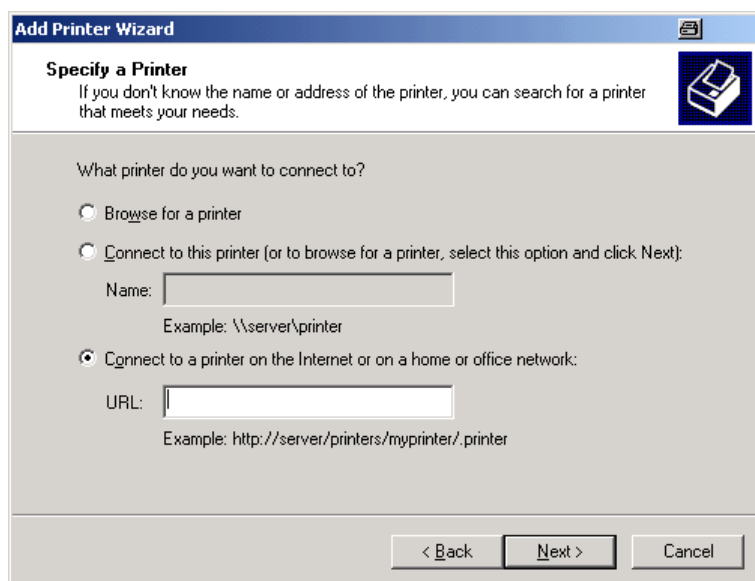 Add Printer Wizard
Specify a Printer
If you don't know the name or address of the printer, you can search for a printer
that meets your needs.
What printer do you want to connect to?
Browse for a printer
Connect to this printer (or to browse for a printer, select this option and click Next):
Name:
Example: \\server\printer
Connect to a printer on the Internet or on a home or office network:
URL:
Example: http://server/printers/myprinter/.printer
< Back
Next >
Cancel